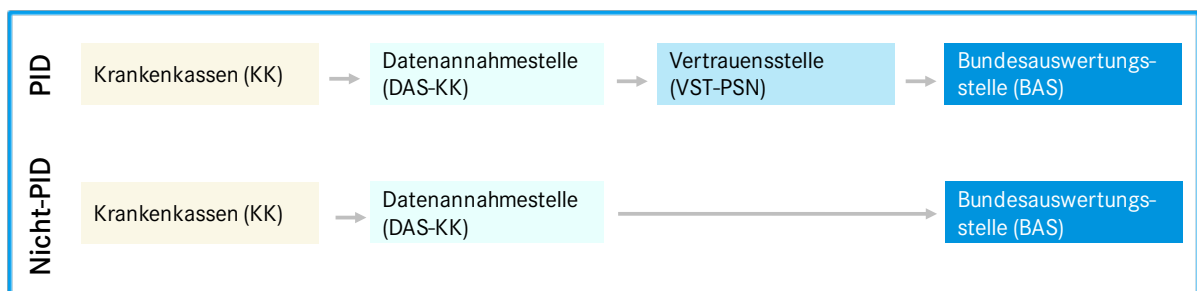 PID
Krankenkassen (KK)
Datenannahmestelle
(DAS-KK)
Vertrauensstelle
(VST-PSN)
Bundesauswertungs-
stelle (BAS)
Nicht-PID
Krankenkassen (KK)
Datenannahmestelle
(DAS-KK)
Bundesauswertungs-
stelle (BAS)